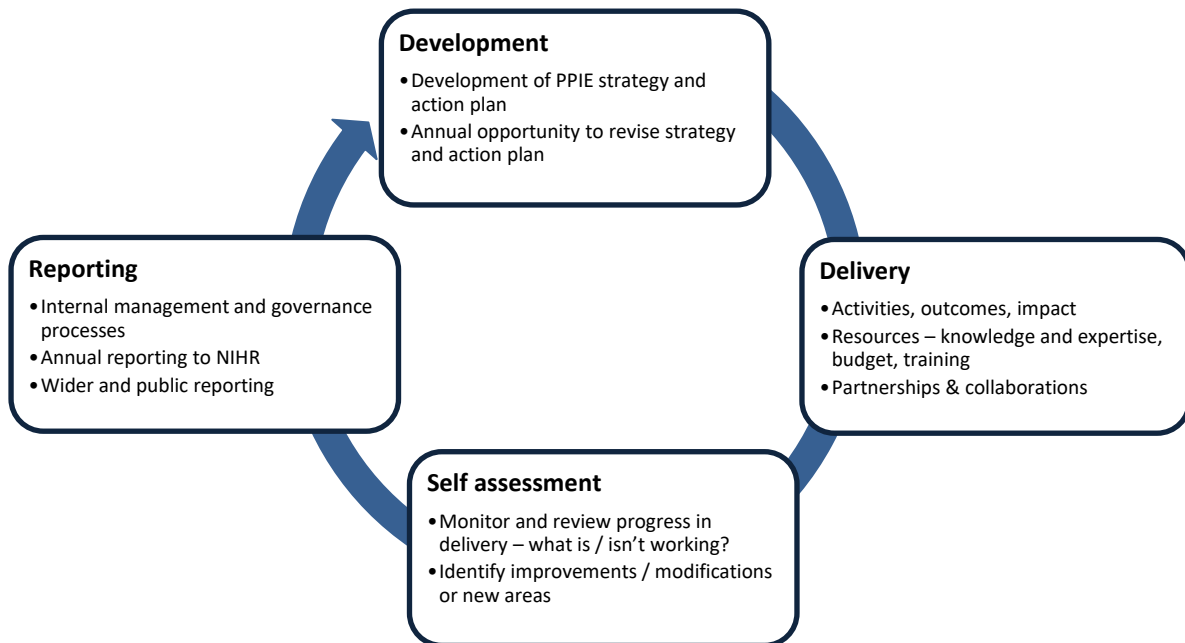 Development
•Development of PPIE strategy and
action plan
•Annual opportunity to revise strategy
and action plan
Reporting
•Internal management and governance
processes
•Annual reporting to NIHR
•Wider and public reporting
Delivery
•Activities, outcomes, impact
•Resources – knowledge and expertise,
budget, training
•Partnerships & collaborations
Self assessment
•Monitor and review progress in
delivery – what is / isn’t working?
•Identify improvements / modifications
or new areas